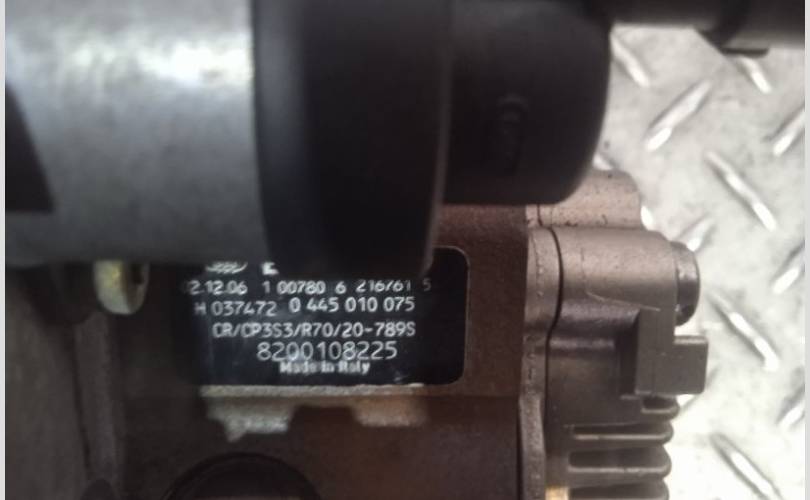 02.12.06 1 00780 6 216761 5
H 037472 0 445 010 075
CR/CP3S3/R70/20-789S
8200108225
Made in Italy